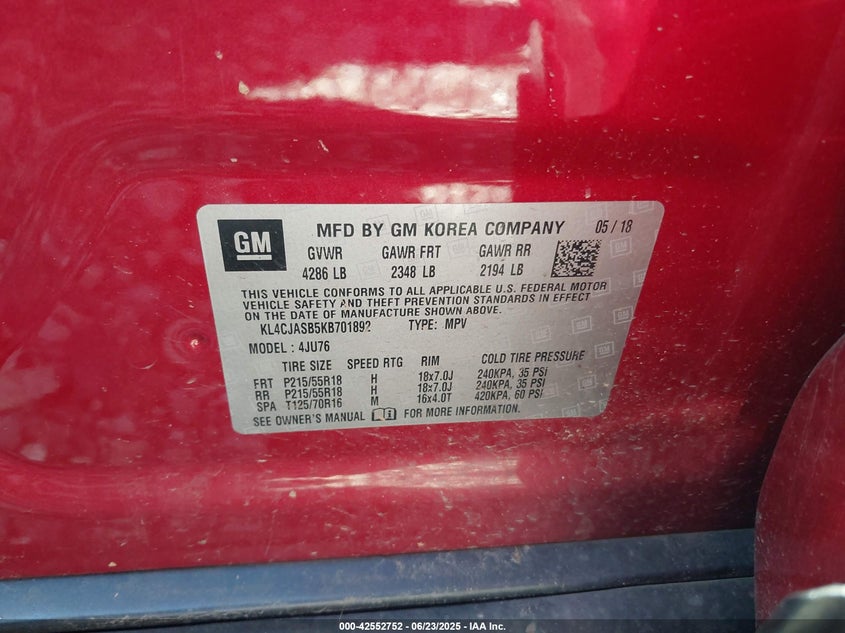 GM
MFD BY GM KOREA COMPANY 05 / 18
GVWR GAWR FRT GAWR RR
4286 LB 2348 LB 2194 LB
THIS VEHICLE CONFORMS TO ALL APPLICABLE U.S. FEDERAL MOTOR
VEHICLE SAFETY AND THEFT PREVENTION STANDARDS IN EFFECT
ON THE DATE OF MANUFACTURE SHOWN ABOVE.
KL4CJASB5KB701892 TYPE: MPV
MODEL : 4JU76
TIRE SIZE SPEED RTG RIM COLD TIRE PRESSURE
FRT P215/55R18 H 18x7.0J 240KPA, 35 PSI
RR P215/55R18 H 18x7.0J 240KPA, 35 PSI
SPA T125/70R16 M 16x4.0T 420KPA, 60 PSI
SEE OWNER'S MANUAL i FOR MORE INFORMATION.
000-42552752 - 06/23/2025 - IAA Inc.